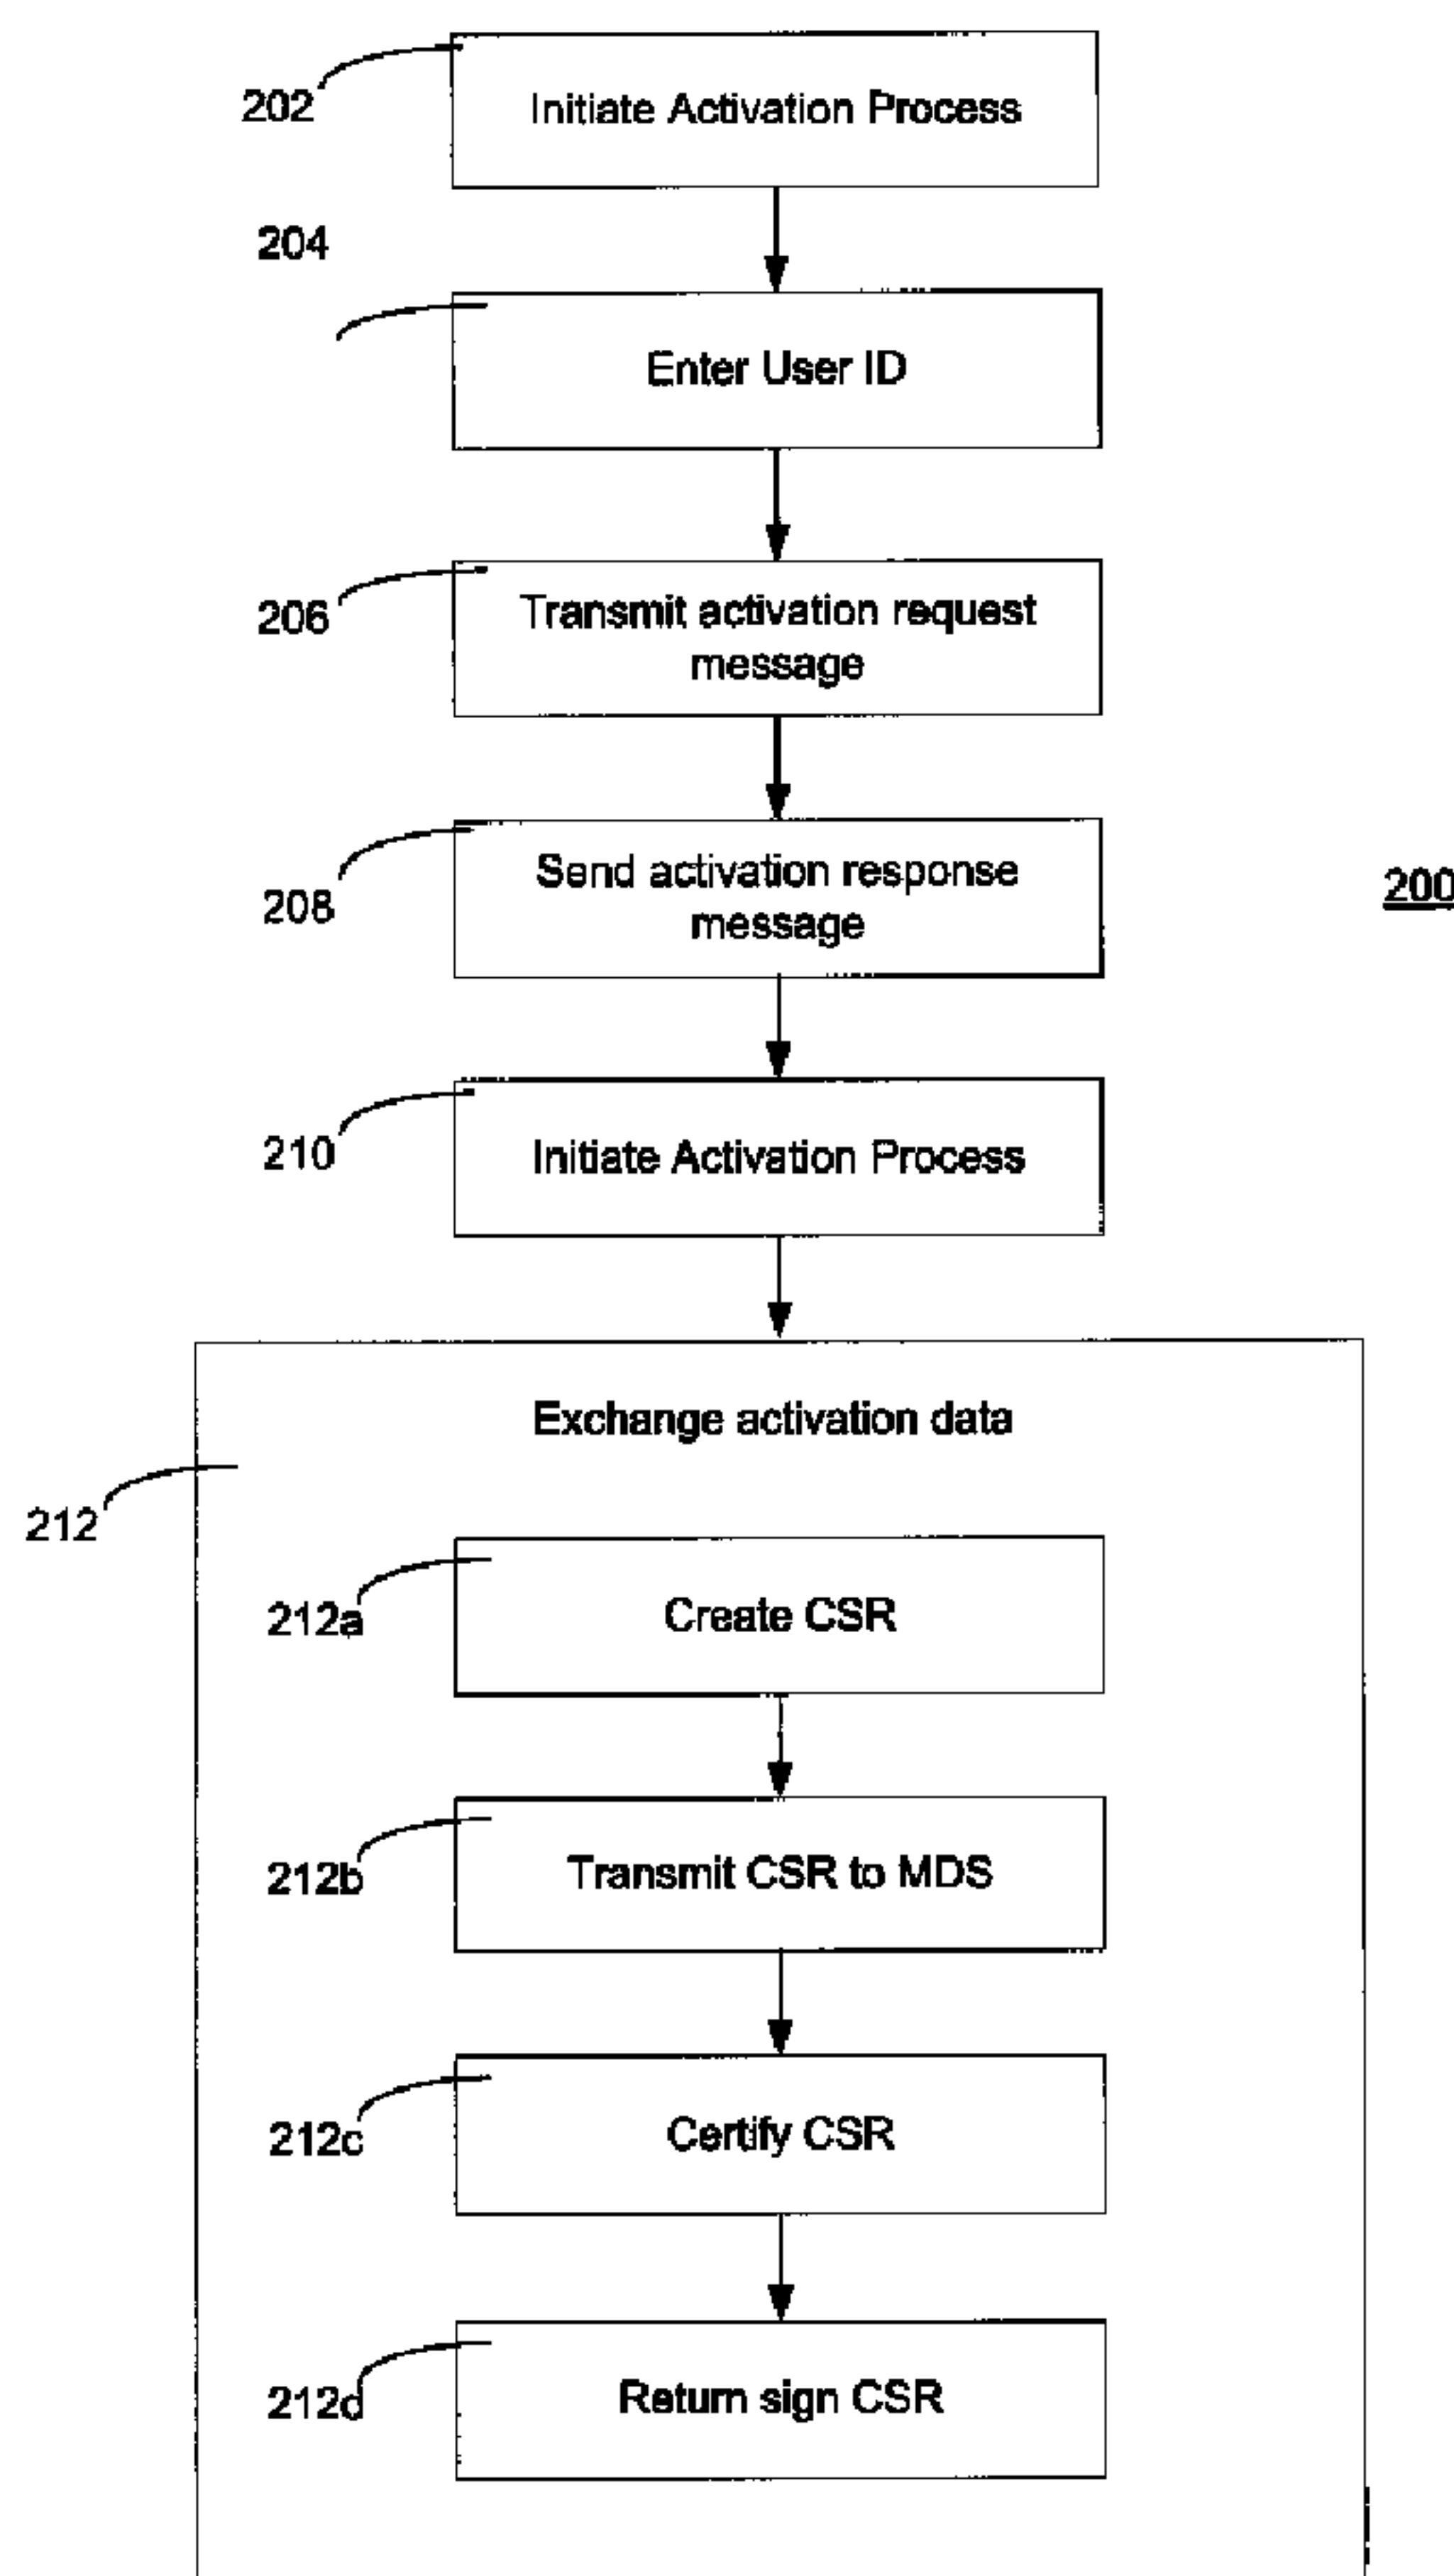 202
Initiate Activation Process
204
Enter User ID
206
Transmit activation request
message
208
Send activation response
message
200
210
Initiate Activation Process
Exchange activation data
212
212a
Create CSR
212b
Transmit CSR to MDS
212c
Certify CSR
212d
Return sign CSR